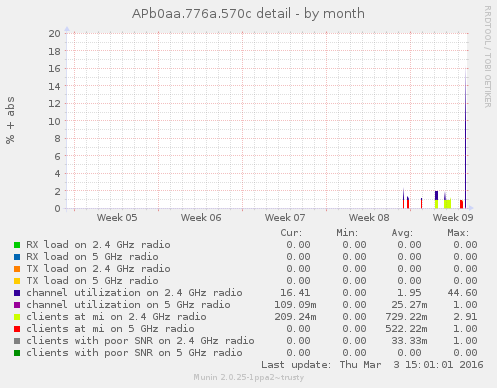 APb0aa.776a.570c detail - by month
RRDTOOL / TOBI OETIKER
% + abs
20
18
16
14
12
10
8
6
4
2
0
Week 05 Week 06 Week 07 Week 08 Week 09
Cur: Min: Avg: Max:
RX load on 2.4 GHz radio 0.00 0.00 0.00 0.00
RX load on 5 GHz radio 0.00 0.00 0.00 0.00
TX load on 2.4 GHz radio 0.00 0.00 0.00 0.00
TX load on 5 GHz radio 0.00 0.00 0.00 0.00
channel utilization on 2.4 GHz radio 16.41 0.00 1.95 44.60
channel utilization on 5 GHz radio 109.09m 0.00 25.27m 1.00
clients at mi on 2.4 GHz radio 209.24m 0.00 729.22m 2.91
clients at mi on 5 GHz radio 0.00 0.00 522.22m 1.00
clients with poor SNR on 2.4 GHz radio 0.00 0.00 33.33m 1.00
clients with poor SNR on 5 GHz radio 0.00 0.00 0.00 0.00
Last update: Thu Mar 3 15:01:01 2016
Munin 2.0.25-1ppa2~trusty